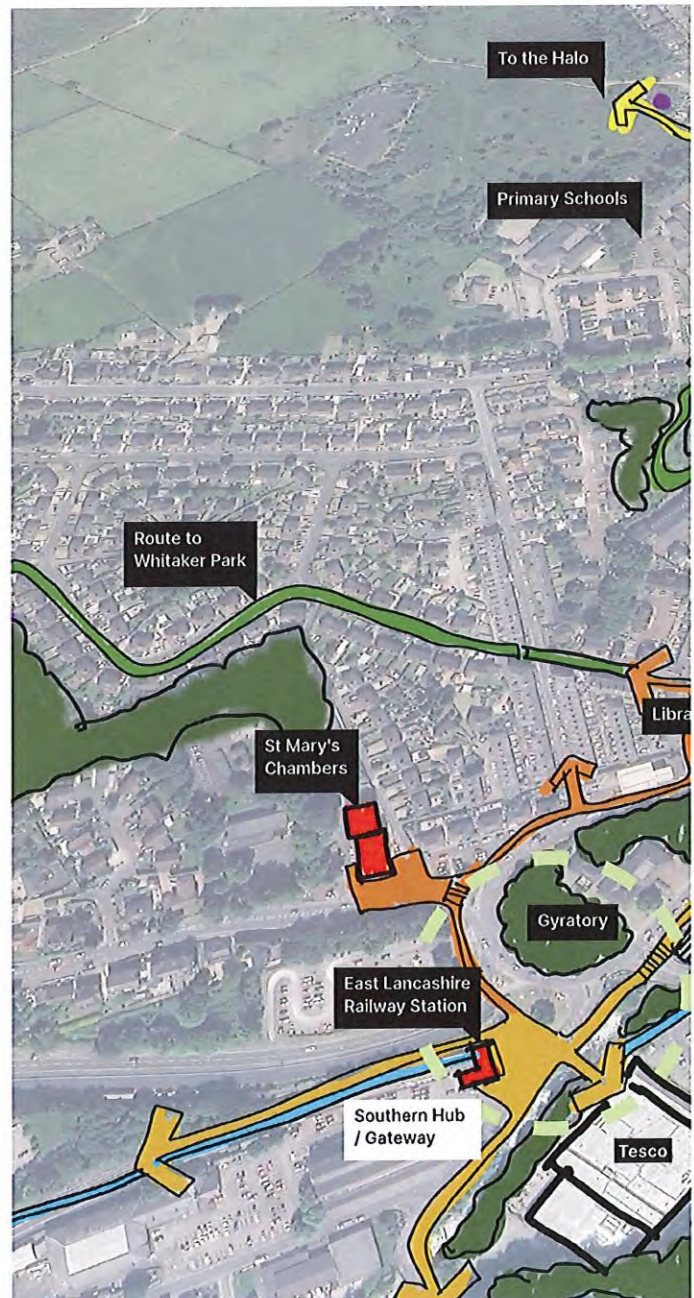 To the Halo
Primary Schools
Route to
Whitaker Park
Libra
St Mary's
Chambers
Gyratory
East Lancashire
Railway Station
Southern Hub
/ Gateway
Tesco